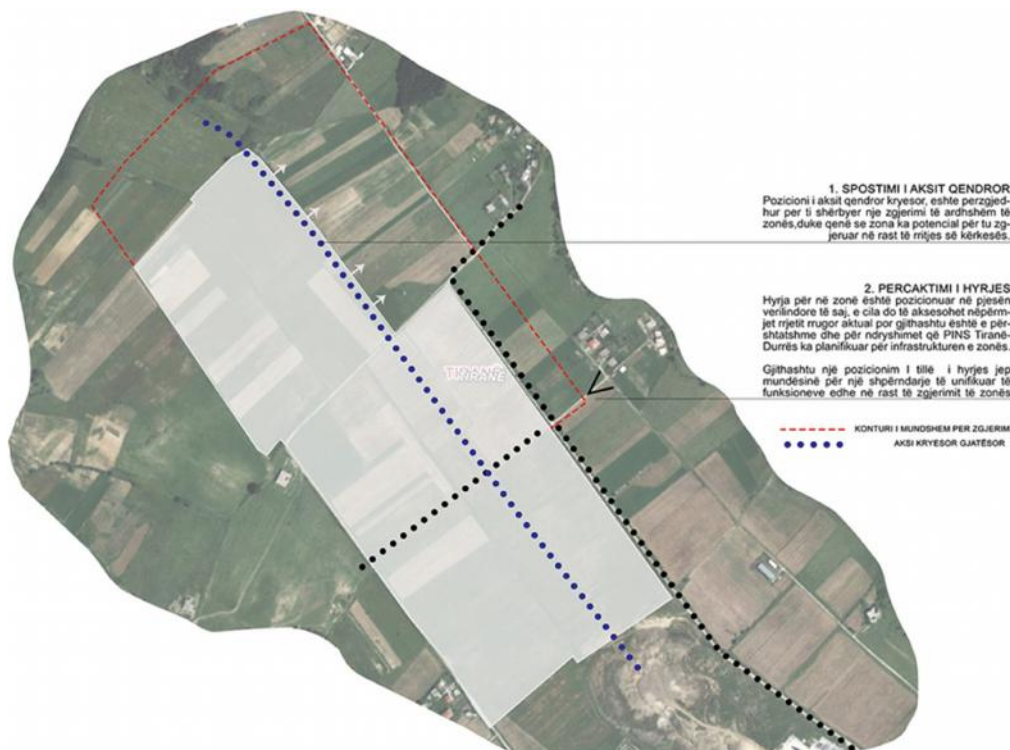 1. SPOSTIMI I AKSIT QENDROR
Pozicioni i aksit qendror kryesor, eshte perzgjed-
hur per ti shërbyer nje zgjerimi të ardhshëm të
zonës,duke qenë se zona ka potencial për tu zg-
jeruar në rast të rritjes së kërkesës.
2. PERCAKTIMI I HYRJES
Hyrja për në zonë është pozicionuar në pjesën
verilindore të saj, e cila do të aksesohet nëpërm-
jet rrjetit rrugor aktual por gjithashtu është e për-
shtatshme dhe për ndryshimet që PINS Tiranë-
Durrës ka planifikuar për infrastrukturen e zonës.
Gjithashtu një pozicionim I tillë i hyrjes jep
mundësinë për një shpërndarje të unifikuar të
funksioneve edhe në rast të zgjerimit të zonës
TIRANË
KONTURI I MUNDSHEM PER ZGJERIM
AKSI KRYESOR GJATËSOR